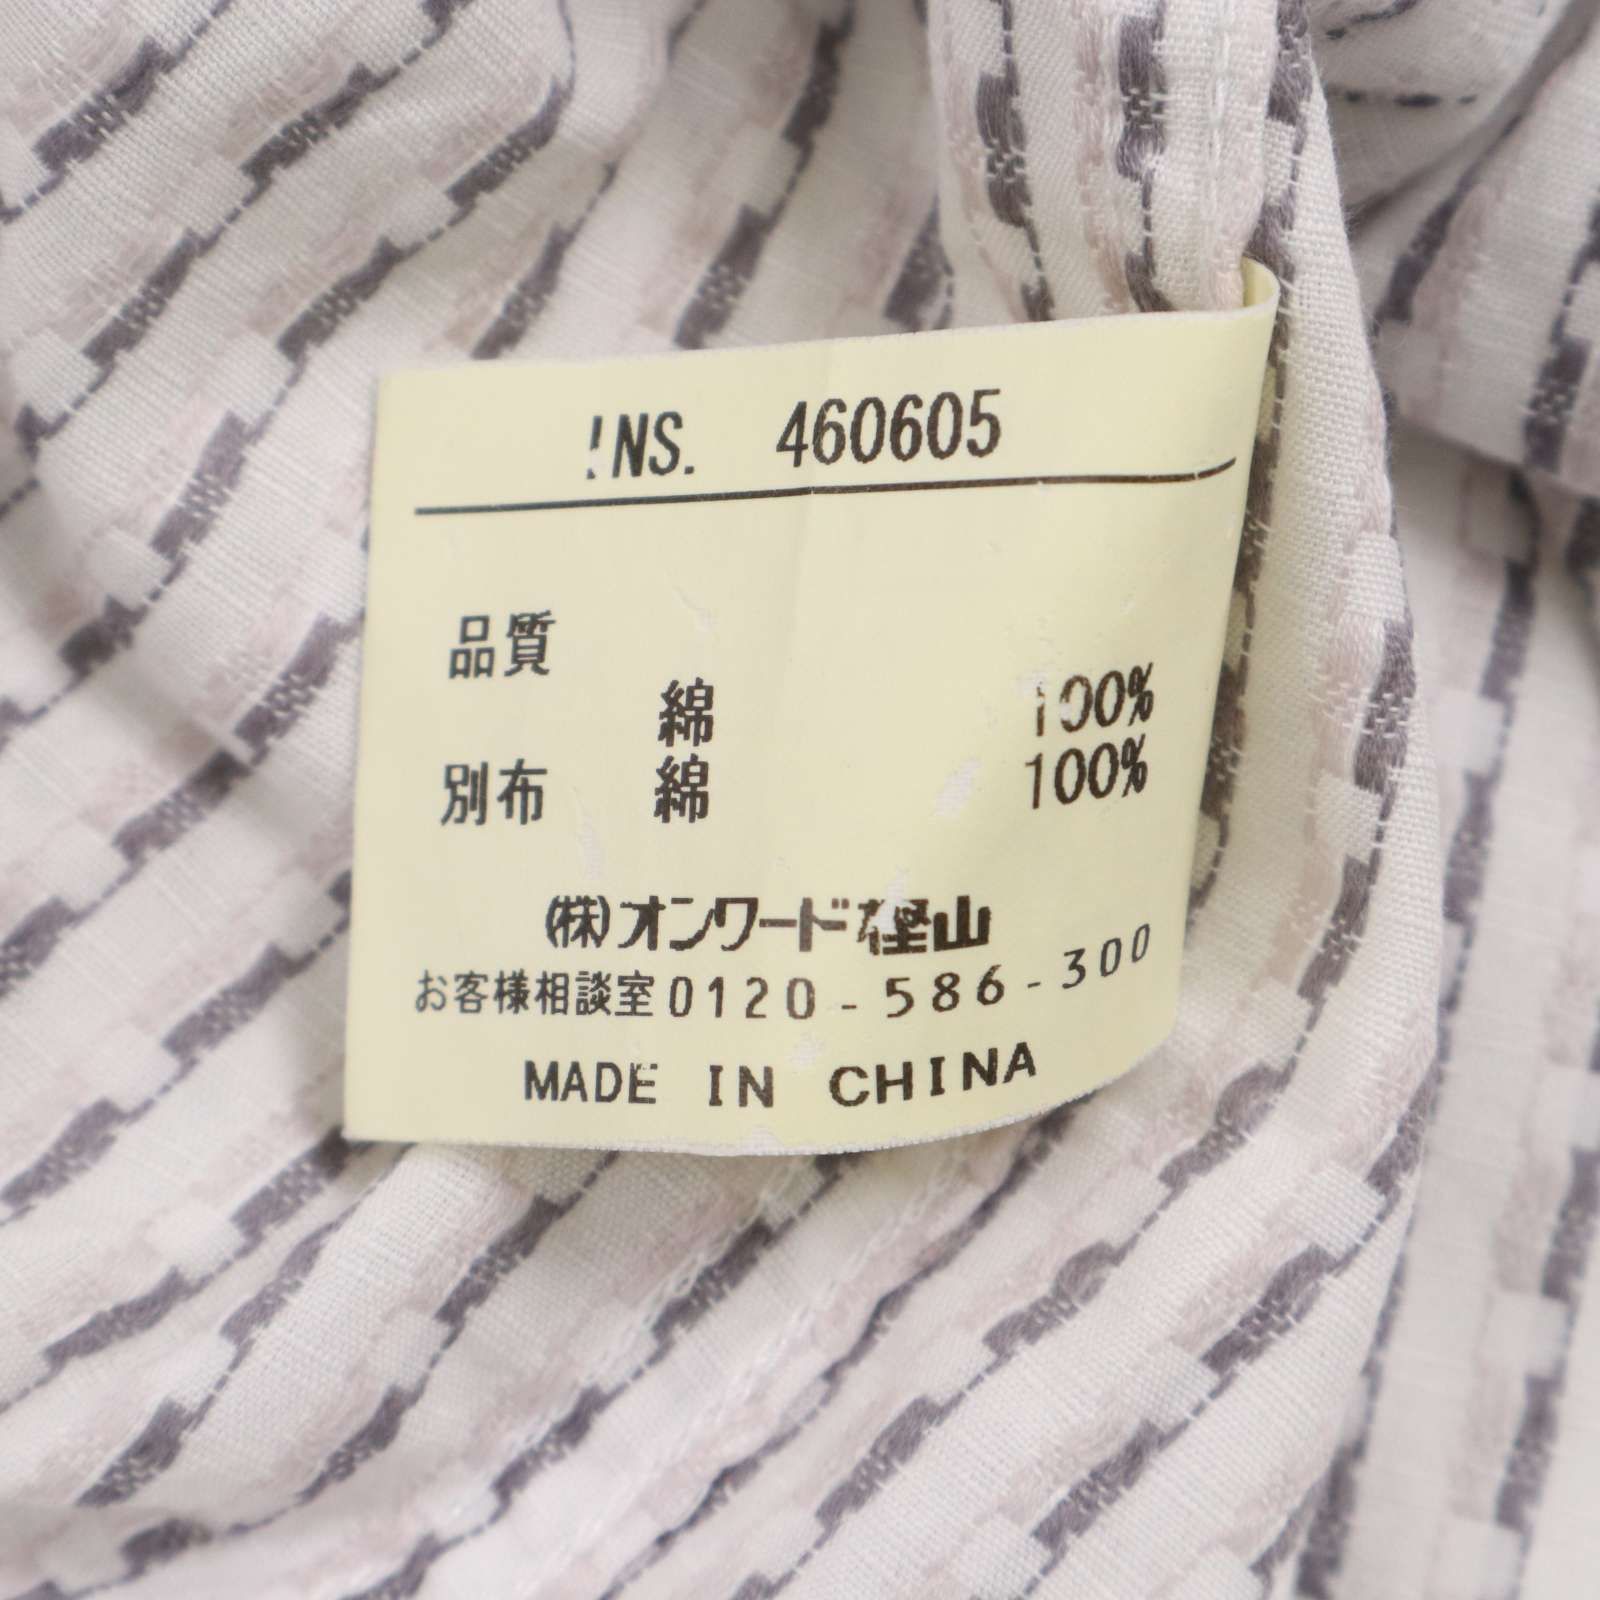 INS. 460605
品質
綿 100%
別布 綿 100%
(株)オンワード樫山
お客様相談室0120-586-300
MADE IN CHINA